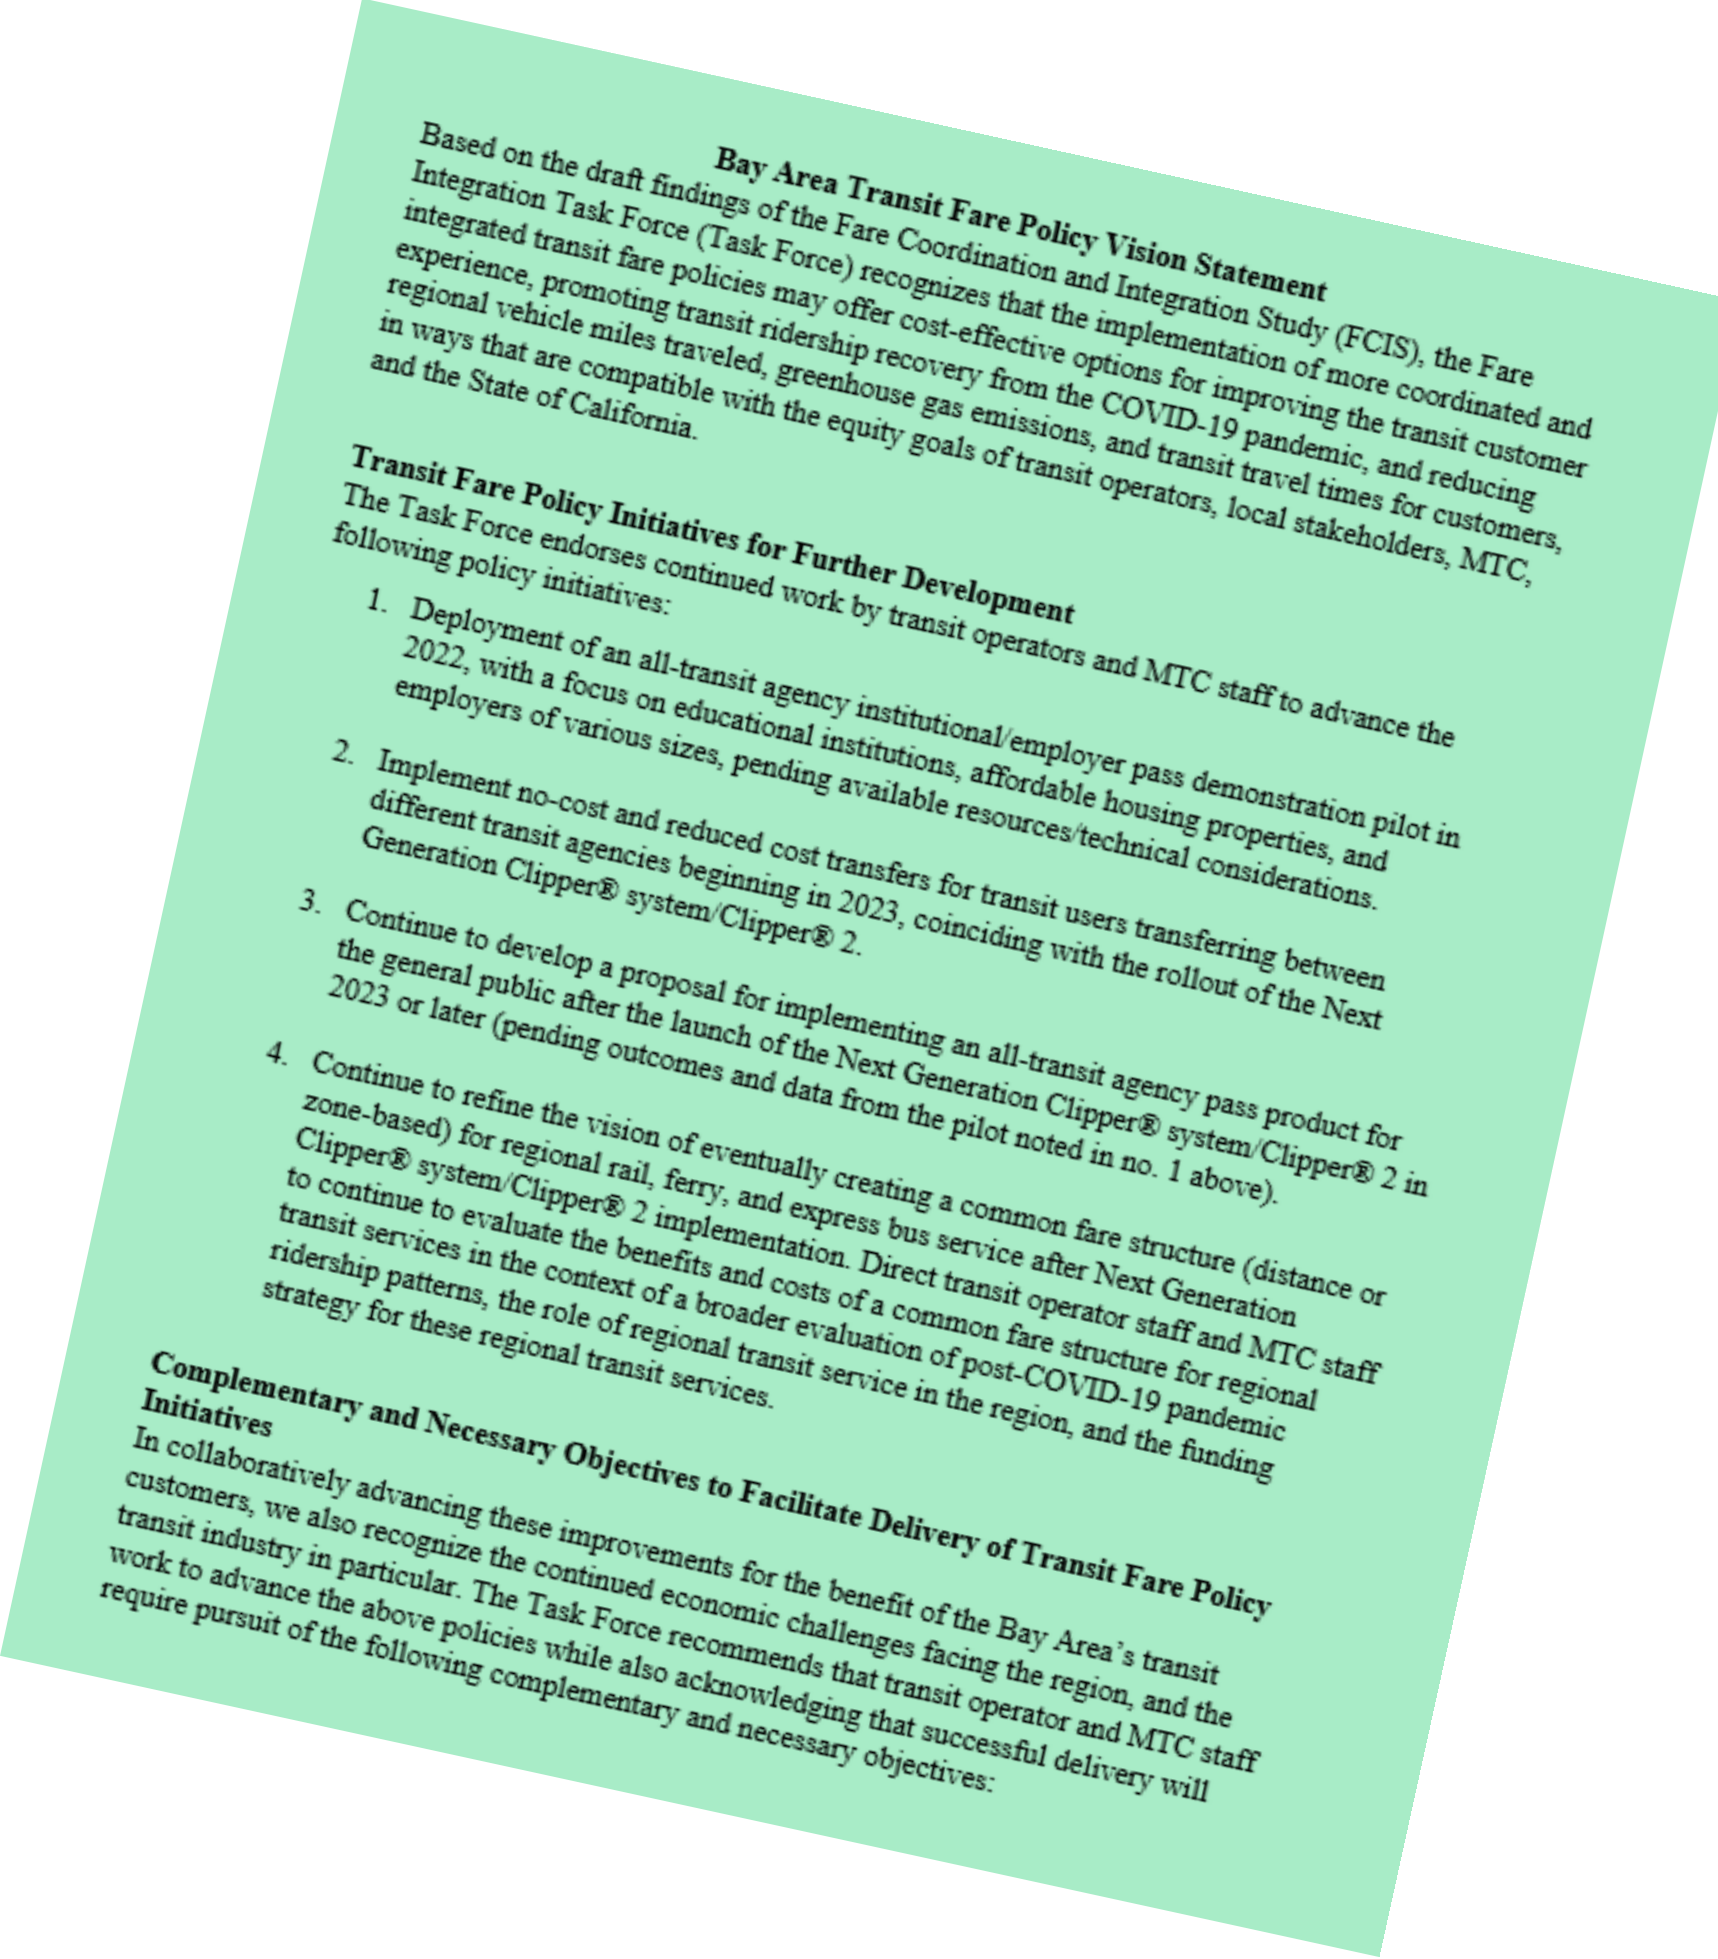 Bay Area Transit Fare Policy Vision Statement
Based on the draft findings of the Fare Coordination and Integration Study (FCIS), the Fare
Integration Task Force (Task Force) recognizes that the implementation of more coordinated and
integrated transit fare policies may offer cost-effective options for improving the transit customer
experience, promoting transit ridership recovery from the COVID-19 pandemic, and reducing
regional vehicle miles traveled, greenhouse gas emissions, and transit travel times for customers,
in ways that are compatible with the equity goals of transit operators, local stakeholders, MTC,
and the State of California.
Transit Fare Policy Initiatives for Further Development
The Task Force endorses continued work by transit operators and MTC staff to advance the
following policy initiatives:
1. Deployment of an all-transit agency institutional/employer pass demonstration pilot in
2022, with a focus on educational institutions, affordable housing properties, and
employers of various sizes, pending available resources/technical considerations.
2. Implement no-cost and reduced cost transfers for transit users transferring between
different transit agencies beginning in 2023, coinciding with the rollout of the Next
Generation Clipper® system/Clipper® 2.
3. Continue to develop a proposal for implementing an all-transit agency pass product for
the general public after the launch of the Next Generation Clipper® system/Clipper® 2 in
2023 or later (pending outcomes and data from the pilot noted in no. 1 above).
4. Continue to refine the vision of eventually creating a common fare structure (distance or
zone-based) for regional rail, ferry, and express bus service after Next Generation
Clipper® system/Clipper® 2 implementation. Direct transit operator staff and MTC staff
to continue to evaluate the benefits and costs of a common fare structure for regional
transit services in the context of a broader evaluation of post-COVID-19 pandemic
ridership patterns, the role of regional transit service in the region, and the funding
strategy for these regional transit services.
Complementary and Necessary Objectives to Facilitate Delivery of Transit Fare Policy
Initiatives
In collaboratively advancing these improvements for the benefit of the Bay Area's transit
customers, we also recognize the continued economic challenges facing the region, and the
transit industry in particular. The Task Force recommends that transit operator and MTC staff
work to advance the above policies while also acknowledging that successful delivery will
require pursuit of the following complementary and necessary objectives: